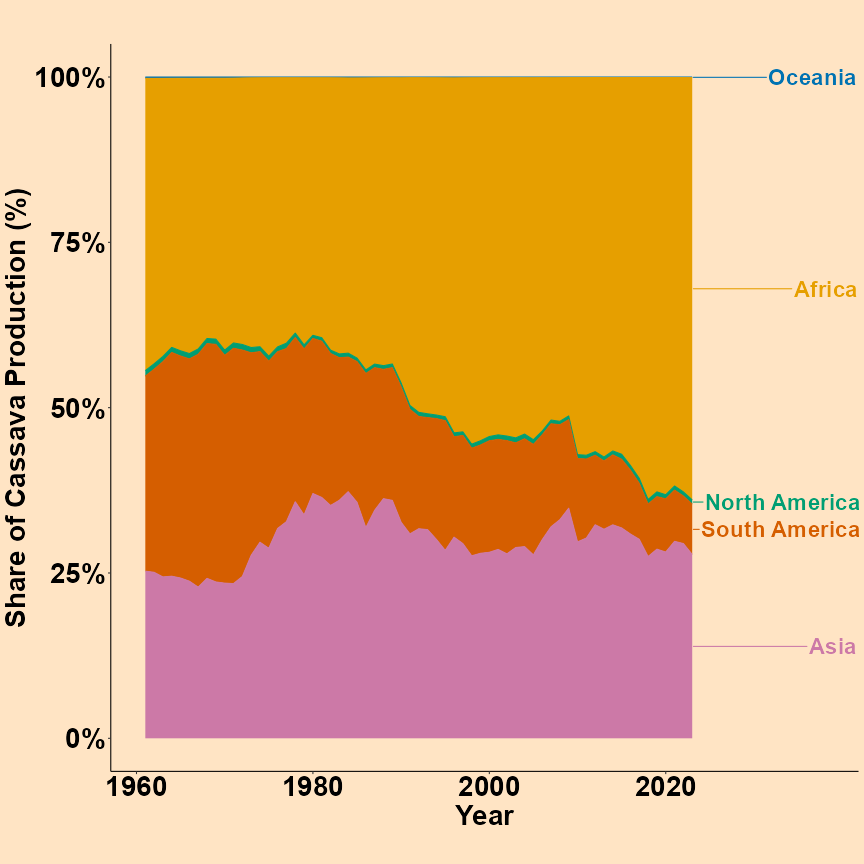 Share of Cassava Production (%)
100%
75%
50%
25%
0%
1960
1980
2000
2020
Year
Oceania
Africa
North America
South America
Asia